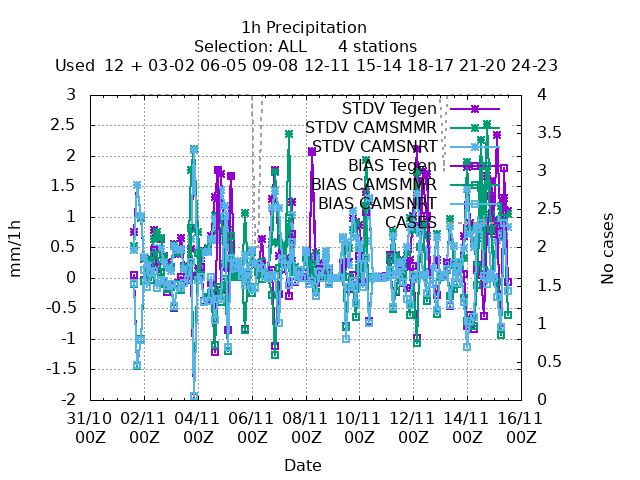 1h Precipitation
Selection: ALL 4 stations
Used 12 + 03-02 06-05 09-08 12-11 15-14 18-17 21-20 24-23
3
2.5
2
1.5
1
0.5
0
-0.5
-1
-1.5
-2
4
3.5
3
2.5
2
1.5
1
0.5
0
STDV Tegen
STDV CAMSMMR
STDV CAMSNRT
BIAS Tegen
BIAS CAMSMMR
BIAS CAMSNRT
CASES
mm/1h
No cases
31/10 02/11 04/11 06/11 08/11 10/11 12/11 14/11 16/11
00Z 00Z 00Z 00Z 00Z 00Z 00Z 00Z 00Z
Date